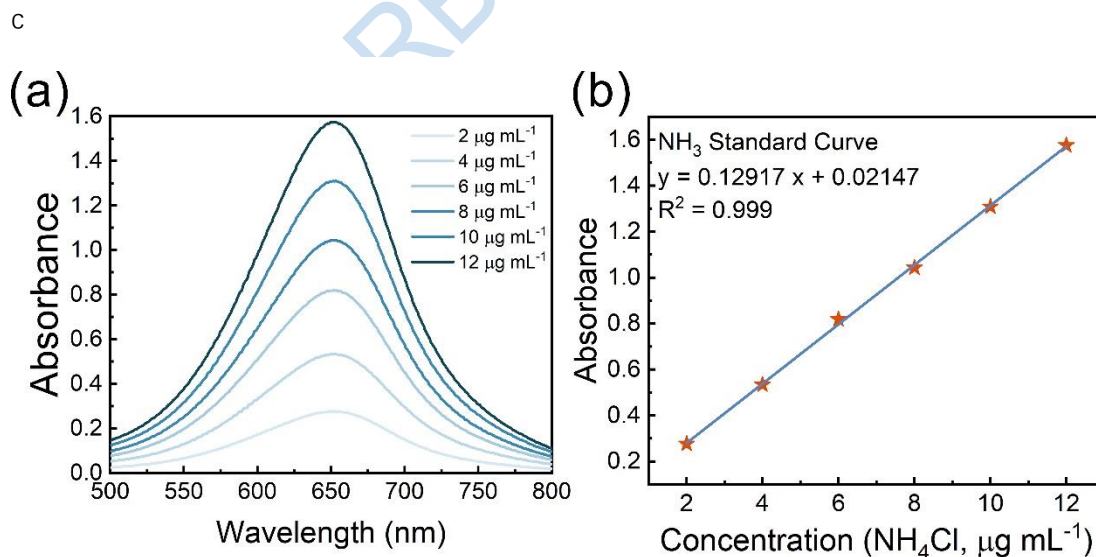 C
RB
(a)
1.6
1.4
1.2
1.0
0.8
0.6
0.4
0.2
0.0
Absorbance
500 550 600 650 700 750 800
Wavelength (nm)
2 μg mL⁻¹
4 μg mL⁻¹
6 μg mL⁻¹
8 μg mL⁻¹
10 μg mL⁻¹
12 μg mL⁻¹
(b)
NH₃ Standard Curve
y = 0.12917 x + 0.02147
R² = 0.999
1.6
1.4
1.2
1.0
0.8
0.6
0.4
0.2
Absorbance
2 4 6 8 10 12
Concentration (NH₄Cl, μg mL⁻¹)